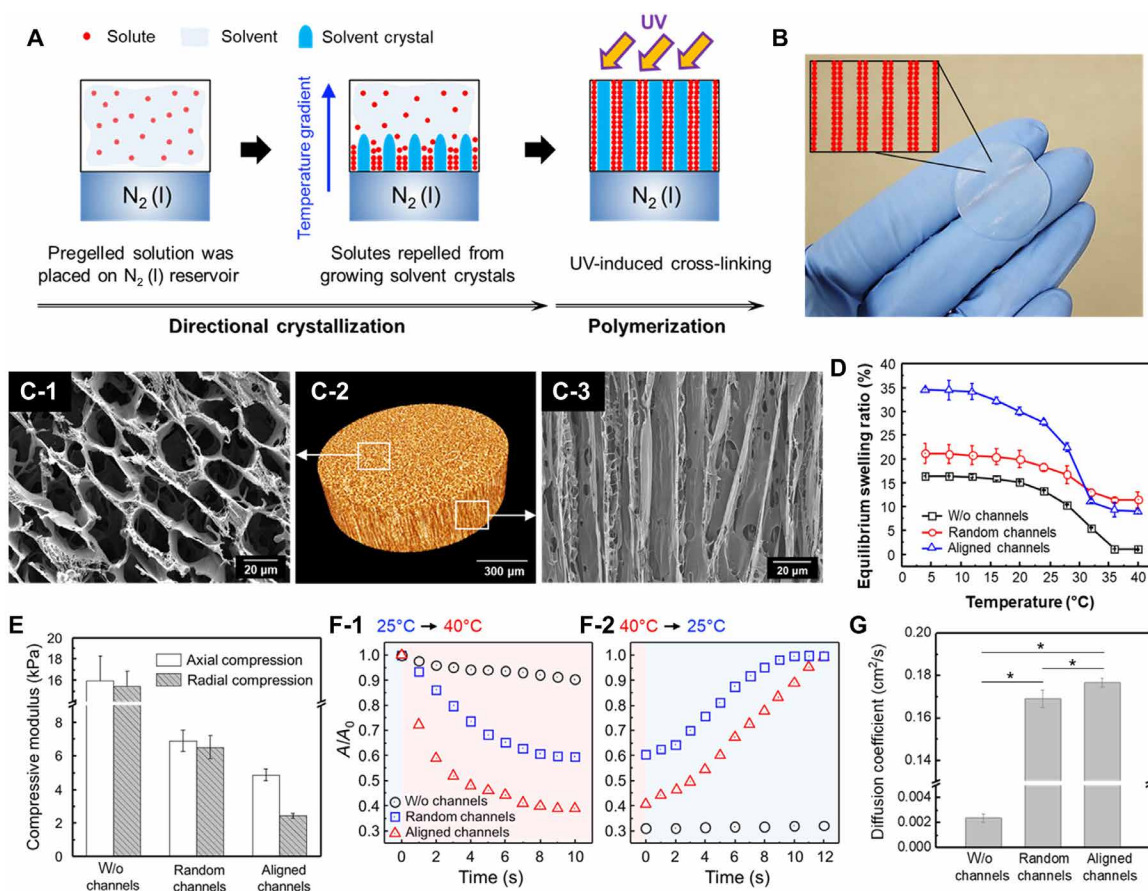 A
Solute
Solvent
Solvent crystal
UV
Temperature gradient
N2 (l)
N2 (l)
N2 (l)
Pregelled solution was
placed on N2 (l) reservoir
Solutes repelled from
growing solvent crystals
UV-induced cross-linking
Directional crystallization
Polymerization
B
C-1
20 µm
C-2
300 µm
C-3
20 µm
D
Equilibrium swelling ratio (%)
40
35
30
25
20
15
10
5
0
W/o channels
Random channels
Aligned channels
5 10 15 20 25 30 35 40
Temperature (°C)
E
Compressive modulus (kPa)
20
18
16
14
6
4
2
0
Axial compression
Radial compression
W/o
channels
Random
channels
Aligned
channels
F-1
25°C → 40°C
A/A0
1.0
0.9
0.8
0.7
0.6
0.5
0.4
0.3
W/o channels
Random channels
Aligned channels
0 2 4 6 8 10
Time (s)
F-2
40°C → 25°C
0 2 4 6 8 10 12
Time (s)
G
Diffusion coefficient (cm2/s)
0.20
0.18
0.16
0.14
0.002
0.000
* * *
W/o
channels
Random
channels
Aligned
channels